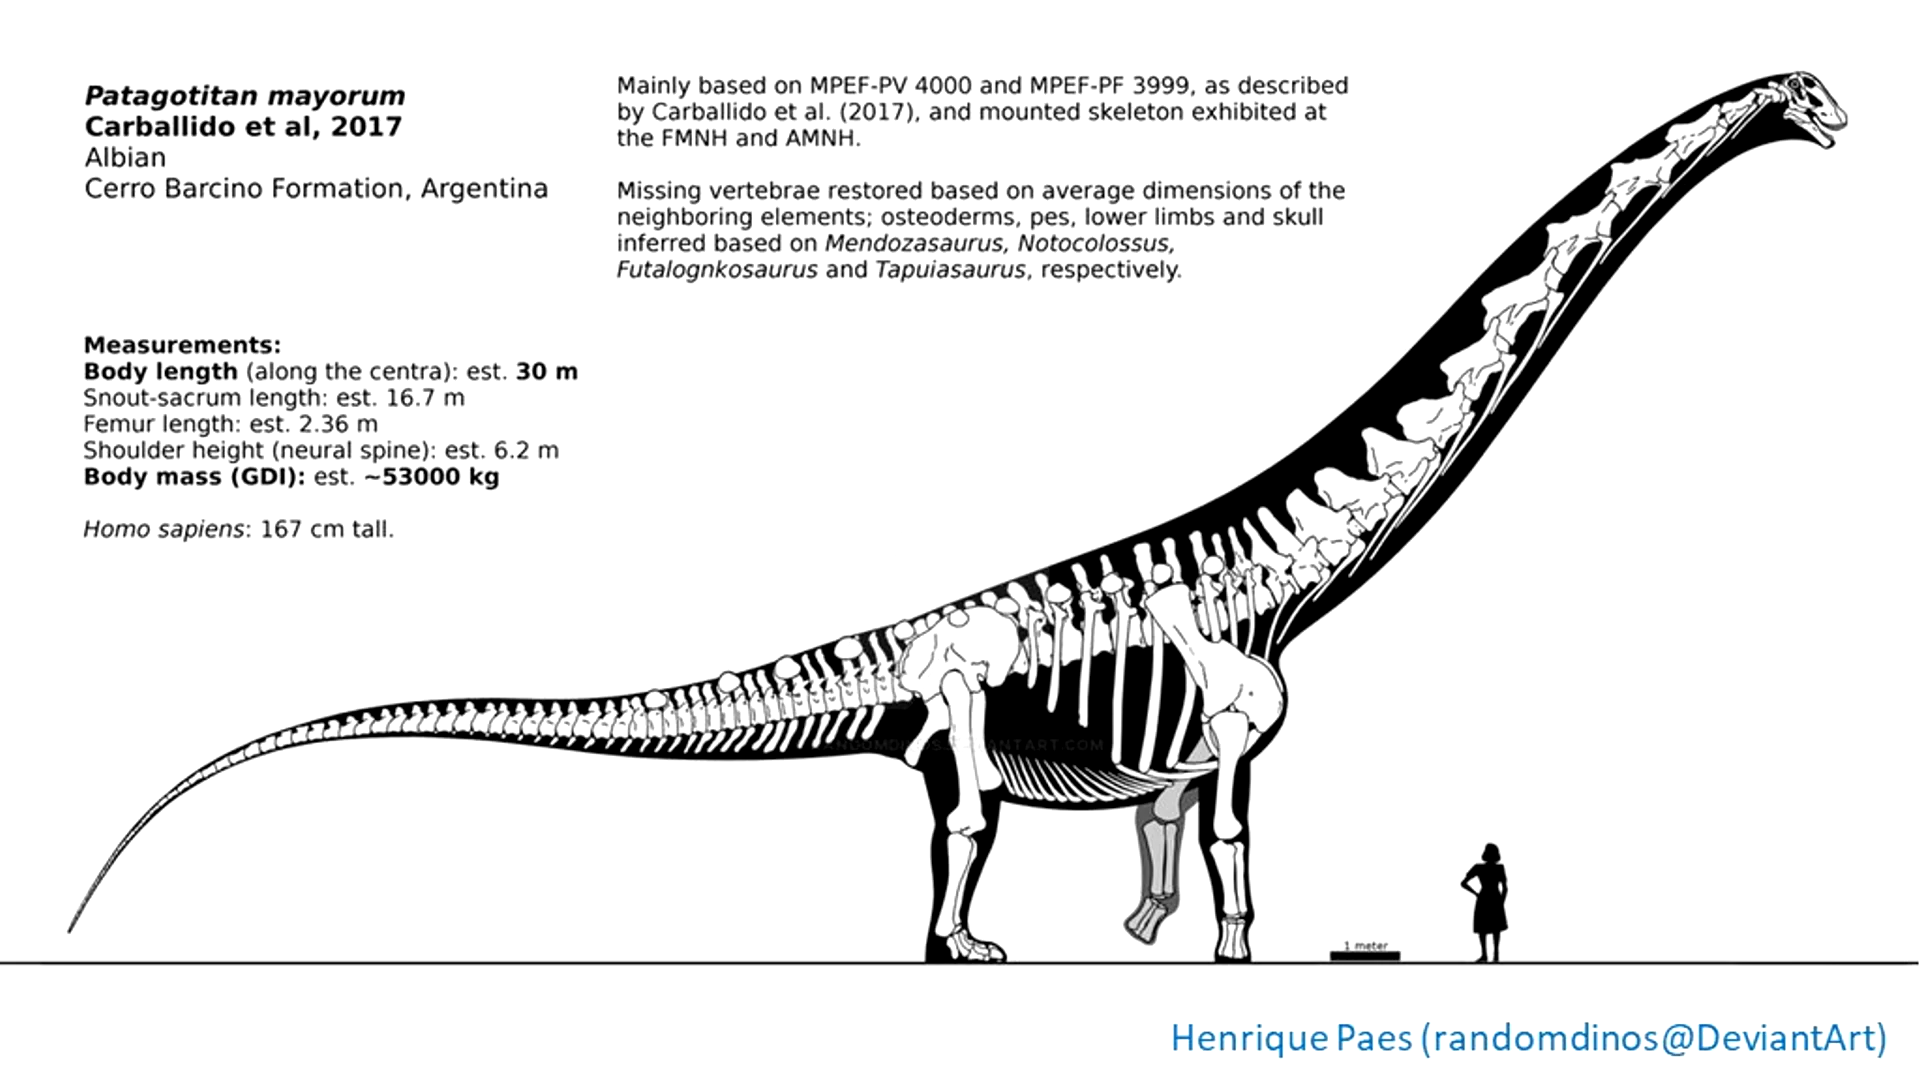 Patagotitan mayorum
Carballido et al, 2017
Albian
Cerro Barcino Formation, Argentina
Mainly based on MPEF-PV 4000 and MPEF-PF 3999, as described
by Carballido et al. (2017), and mounted skeleton exhibited at
the FMNH and AMNH.
Missing vertebrae restored based on average dimensions of the
neighboring elements; osteoderms, pes, lower limbs and skull
inferred based on Mendozasaurus, Notocolossus,
Futalognkosaurus and Tapuiasaurus, respectively.
Measurements:
Body length (along the centra): est. 30 m
Snout-sacrum length: est. 16.7 m
Femur length: est. 2.36 m
Shoulder height (neural spine): est. 6.2 m
Body mass (GDI): est. ~53000 kg
Homo sapiens: 167 cm tall.
1 meter
Henrique Paes (randomdinos@DeviantArt)